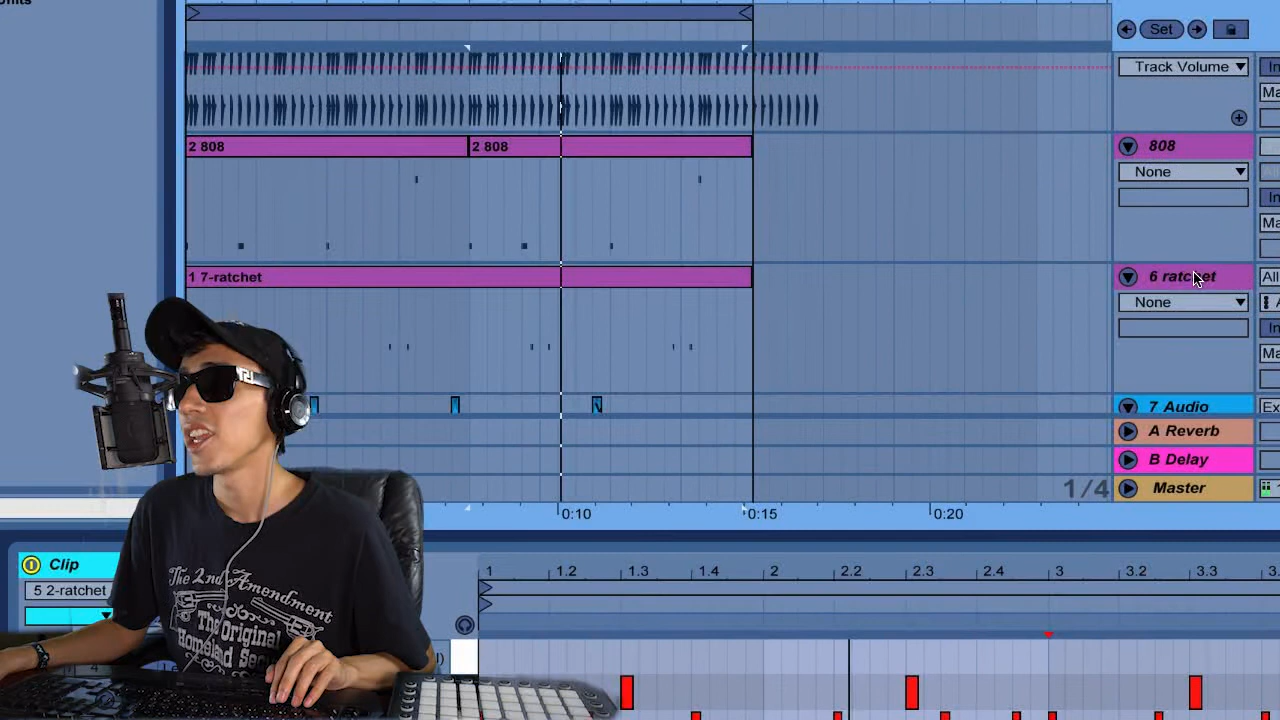 Set
Track Volume
2 808
2 808
808
None
1 7-ratchet
6 ratchet
None
7 Audio
A Reverb
B Delay
1/4
Master
0:10
0:15
0:20
Clip
5 2-ratchet
1
1.2
1.3
1.4
2
2.2
2.3
2.4
3
3.2
3.3
The 2nd Amendment
The Original
Homeland Sec